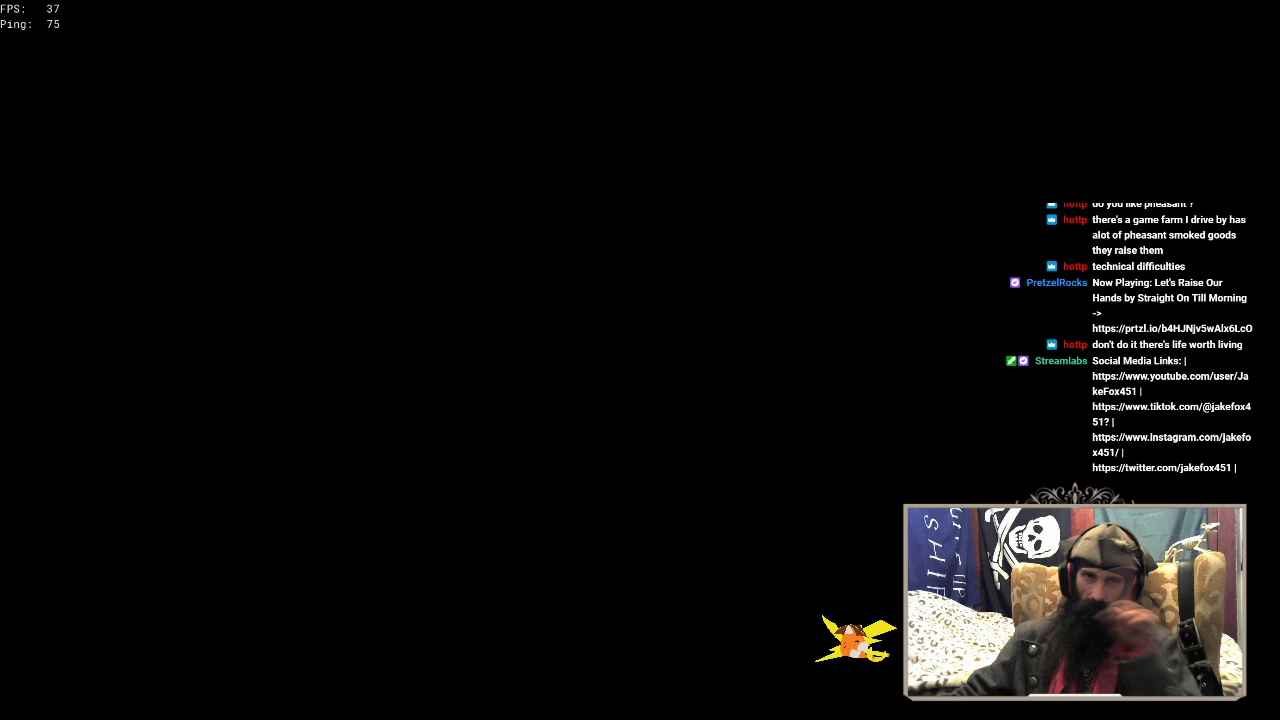 FPS: 37
Ping: 75
hottp do you like pheasant ?
hottp there's a game farm I drive by has
alot of pheasant smoked goods
they raise them
hottp technical difficulties
PretzelRocks Now Playing: Let's Raise Our
Hands by Straight On Till Morning
->
https://prtzl.io/b4HJNjv5wAlx6LcO
hottp don't do it there's life worth living
Streamlabs Social Media Links: |
https://www.youtube.com/user/Ja
keFox451 |
https://www.tiktok.com/@jakefox4
51? |
https://www.instagram.com/jakefo
x451/ |
https://twitter.com/jakefox451 |
SHIP